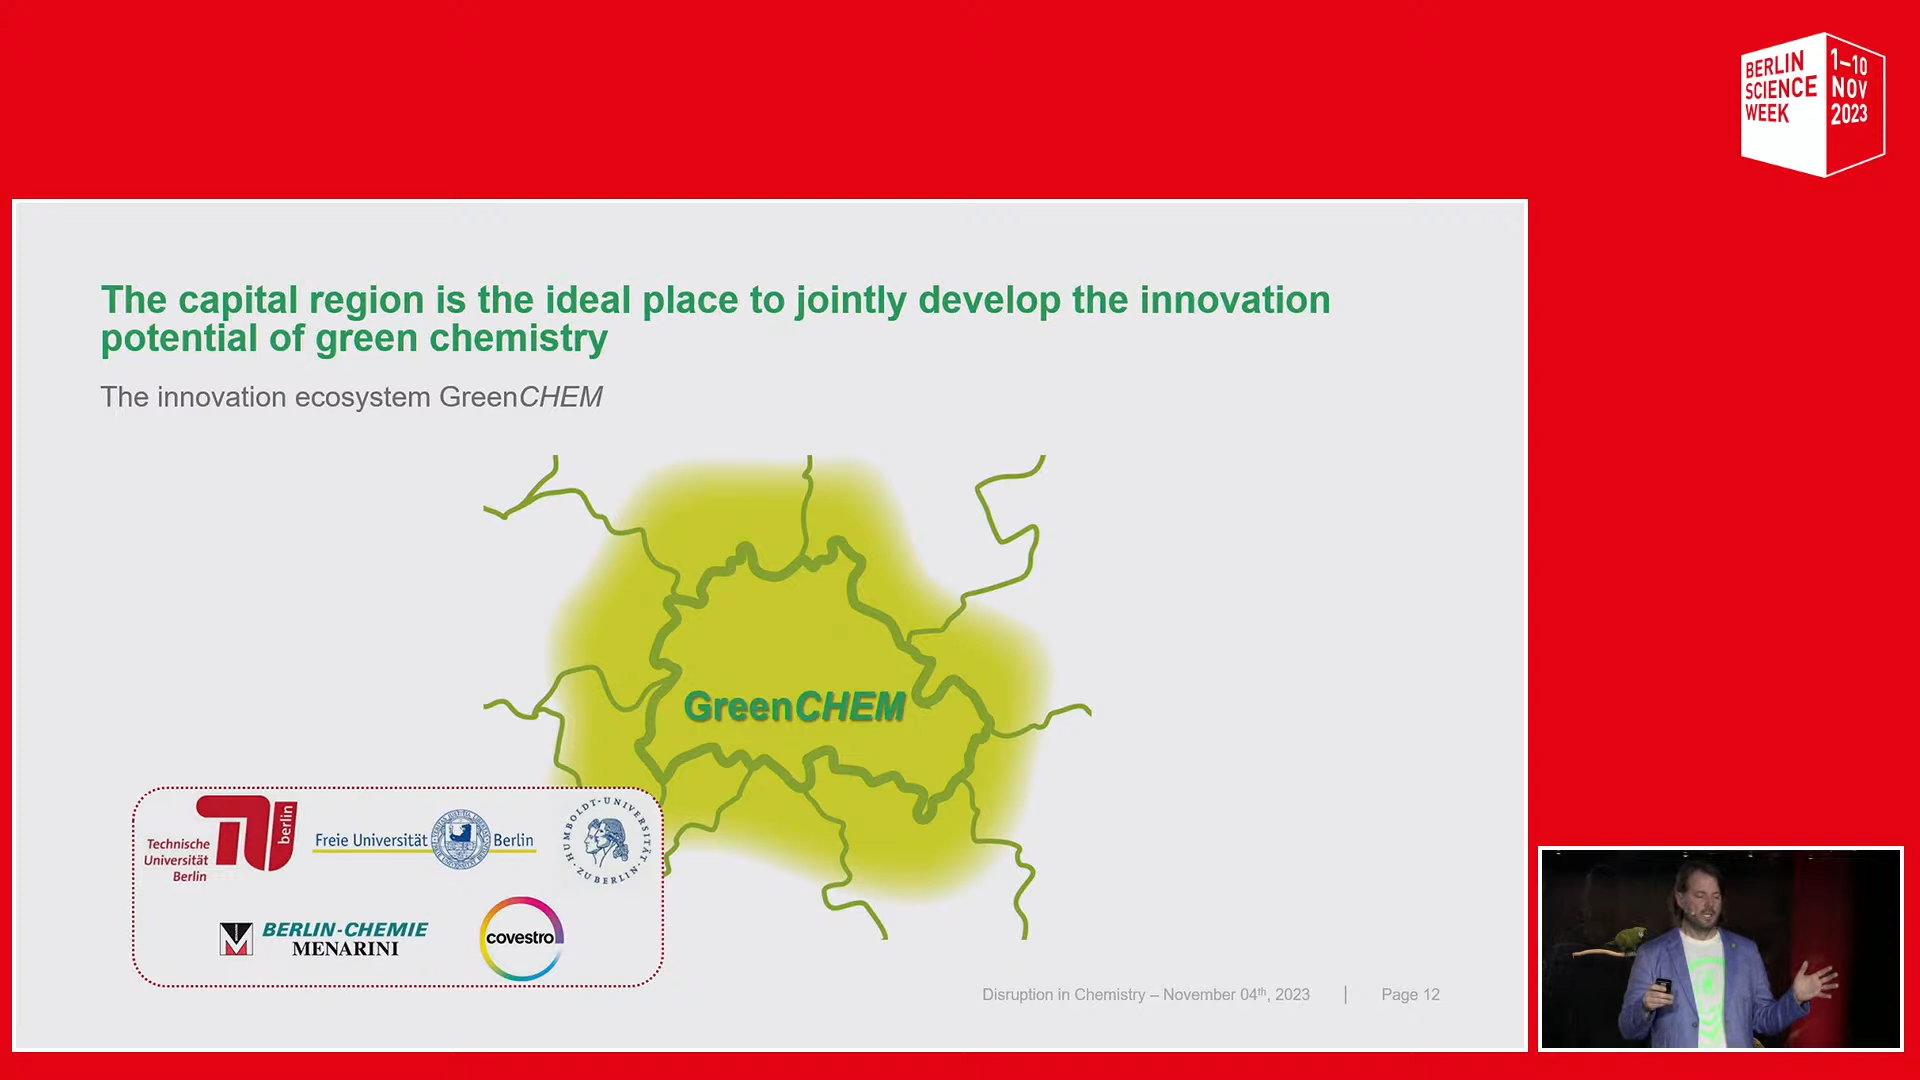 BERLIN
SCIENCE
WEEK
1–10
NOV
2023
The capital region is the ideal place to jointly develop the innovation
potential of green chemistry
The innovation ecosystem GreenCHEM
GreenCHEM
Technische
Universität
Berlin
berlin
Freie Universität Berlin
HUMBOLDT-UNIVERSITÄT ZU BERLIN
BERLIN-CHEMIE
MENARINI
covestro
Disruption in Chemistry – November 04th, 2023 | Page 12